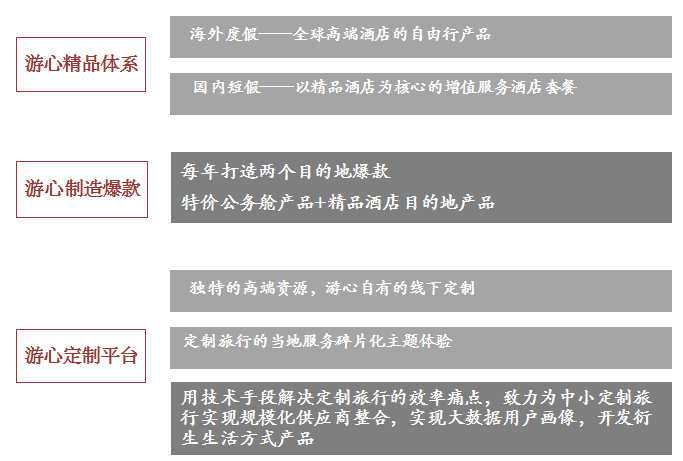 游心精品体系
海外度假——全球高端酒店的自由行产品
国内短假——以精品酒店为核心的增值服务酒店套餐
游心制造爆款
每年打造两个目的地爆款
特价公务舱产品+精品酒店目的地产品
游心定制平台
独特的高端资源，游心自有的线下定制
定制旅行的当地服务碎片化主题体验
用技术手段解决定制旅行的效率痛点，致力为中小定制旅
行实现规模化供应商整合，实现大数据用户画像，开发衍
生生活方式产品